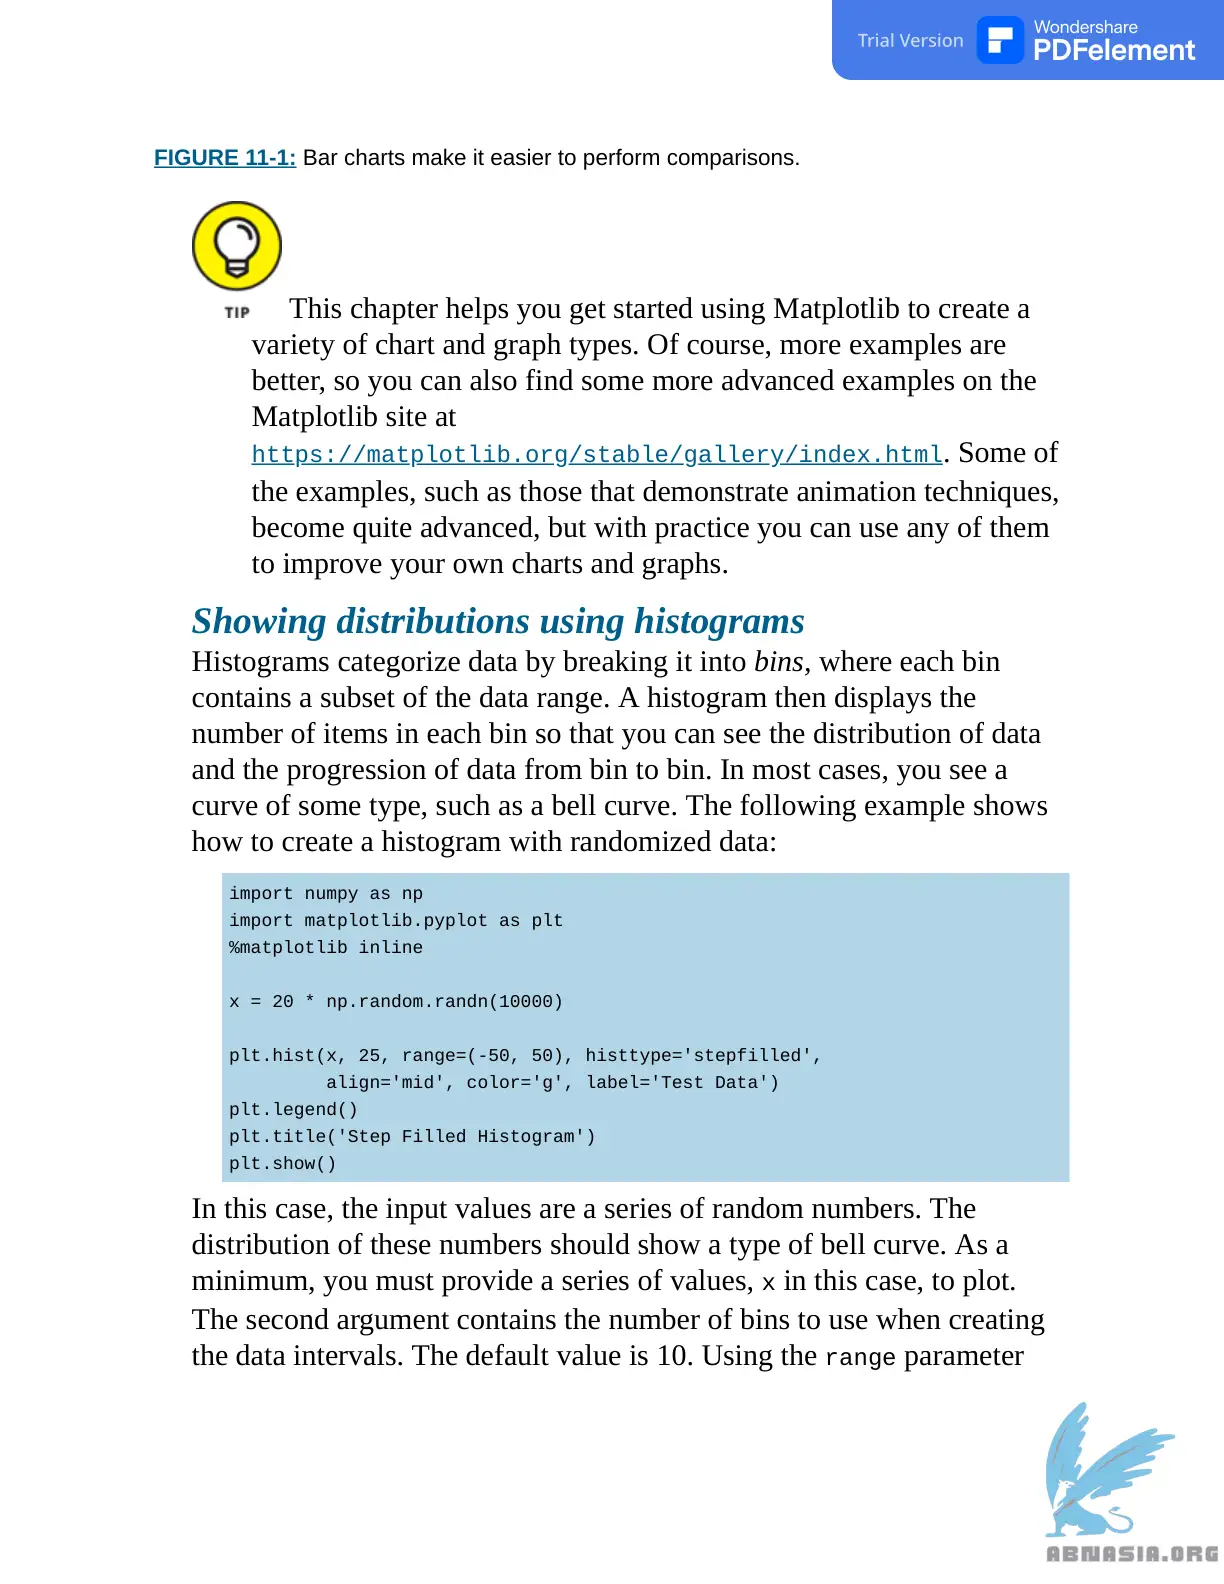 Trial Version
Wondershare
PDFelement
FIGURE 11-1: Bar charts make it easier to perform comparisons.
TIP This chapter helps you get started using Matplotlib to create a
variety of chart and graph types. Of course, more examples are
better, so you can also find some more advanced examples on the
Matplotlib site at
https://matplotlib.org/stable/gallery/index.html. Some of
the examples, such as those that demonstrate animation techniques,
become quite advanced, but with practice you can use any of them
to improve your own charts and graphs.
Showing distributions using histograms
Histograms categorize data by breaking it into bins, where each bin
contains a subset of the data range. A histogram then displays the
number of items in each bin so that you can see the distribution of data
and the progression of data from bin to bin. In most cases, you see a
curve of some type, such as a bell curve. The following example shows
how to create a histogram with randomized data:
import numpy as np
import matplotlib.pyplot as plt
%matplotlib inline
x = 20 * np.random.randn(10000)
plt.hist(x, 25, range=(-50, 50), histtype='stepfilled',
         align='mid', color='g', label='Test Data')
plt.legend()
plt.title('Step Filled Histogram')
plt.show()
In this case, the input values are a series of random numbers. The
distribution of these numbers should show a type of bell curve. As a
minimum, you must provide a series of values, x in this case, to plot.
The second argument contains the number of bins to use when creating
the data intervals. The default value is 10. Using the range parameter
ABNASIA.ORG